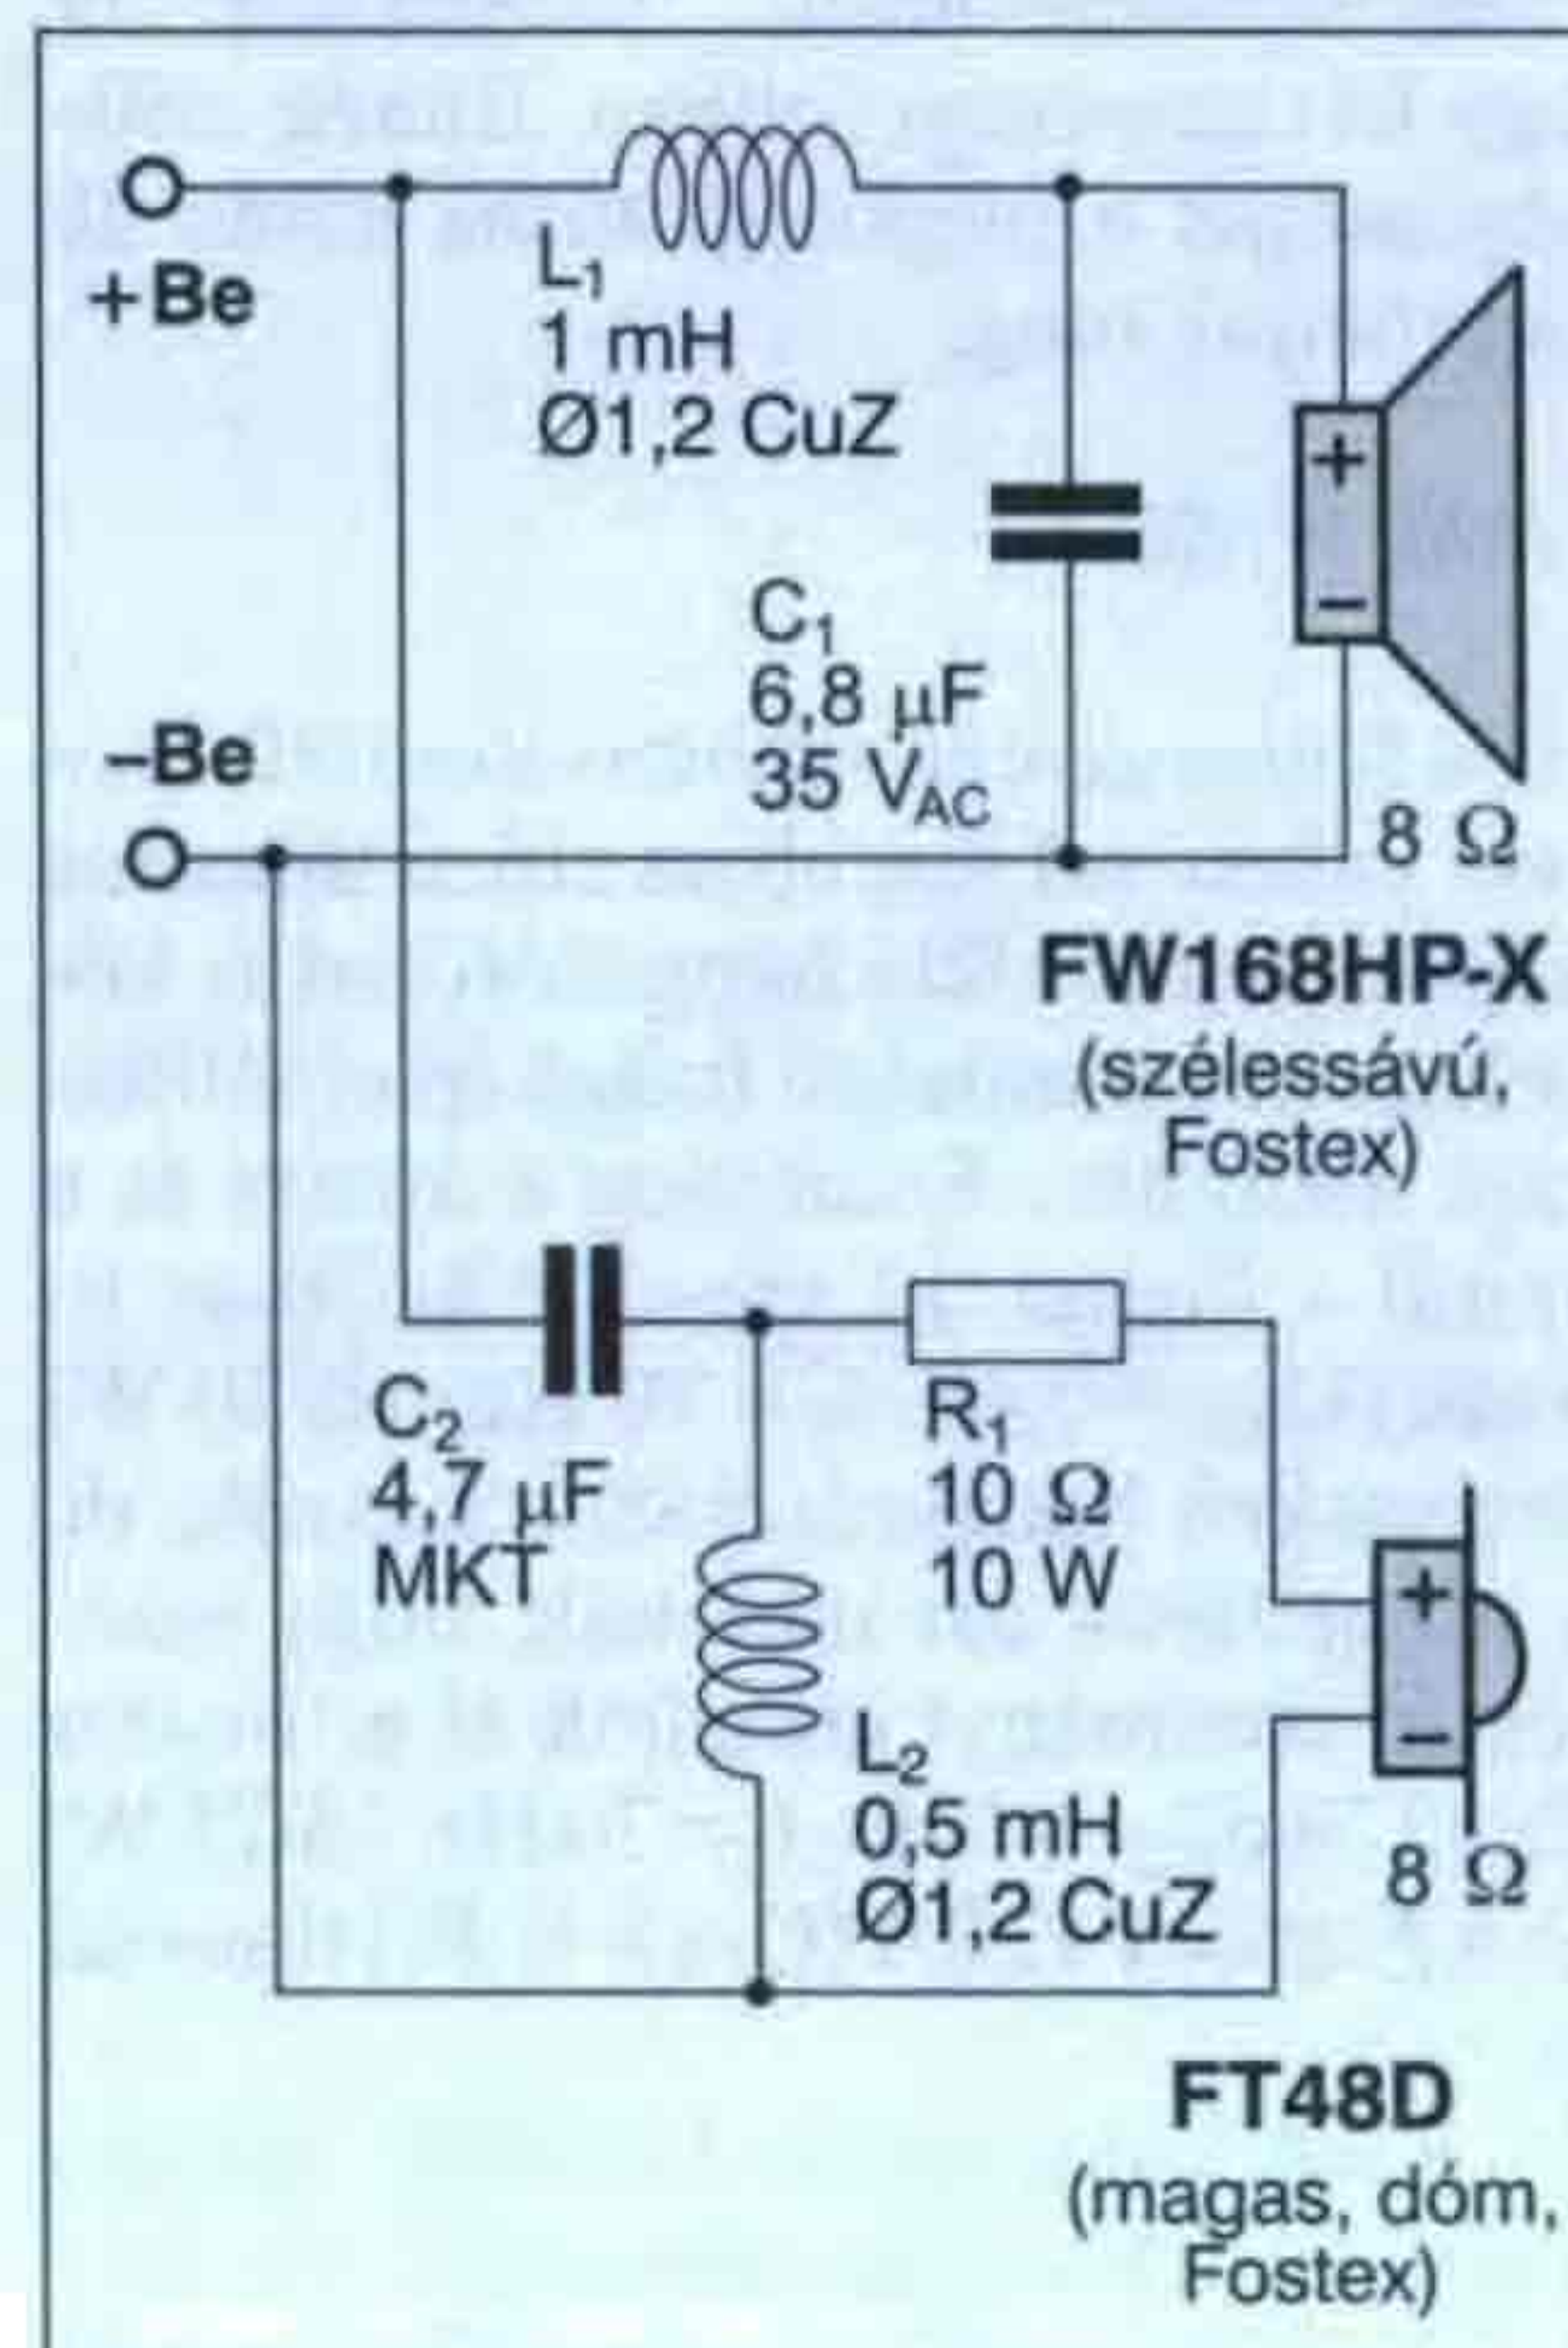 +Be
L₁
1 mH
Ø1,2 CuZ
+
−
C₁
6,8 µF
35 V_AC
−Be
8 Ω
FW168HP-X
(szélessávú,
Fostex)
C₂
4,7 µF
MKT
R₁
10 Ω
10 W
+
−
L₂
0,5 mH
Ø1,2 CuZ
8 Ω
FT48D
(magas, dóm,
Fostex)